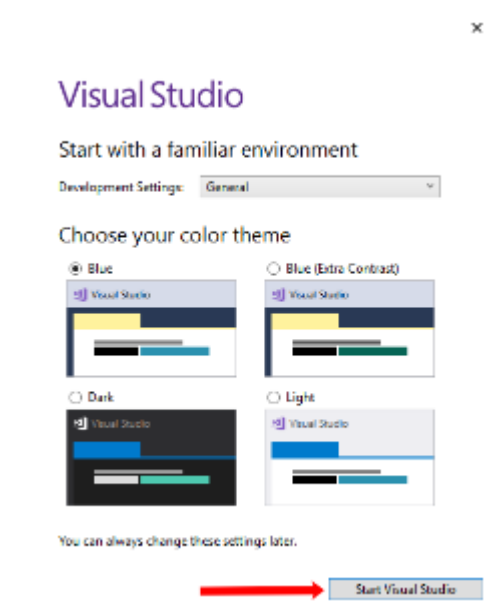 Visual Studio
Start with a familiar environment
Development Settings: General
Choose your color theme
Blue
Blue (Extra Contrast)
Visual Studio
Visual Studio
Dark
Light
Visual Studio
Visual Studio
You can always change these settings later.
Start Visual Studio